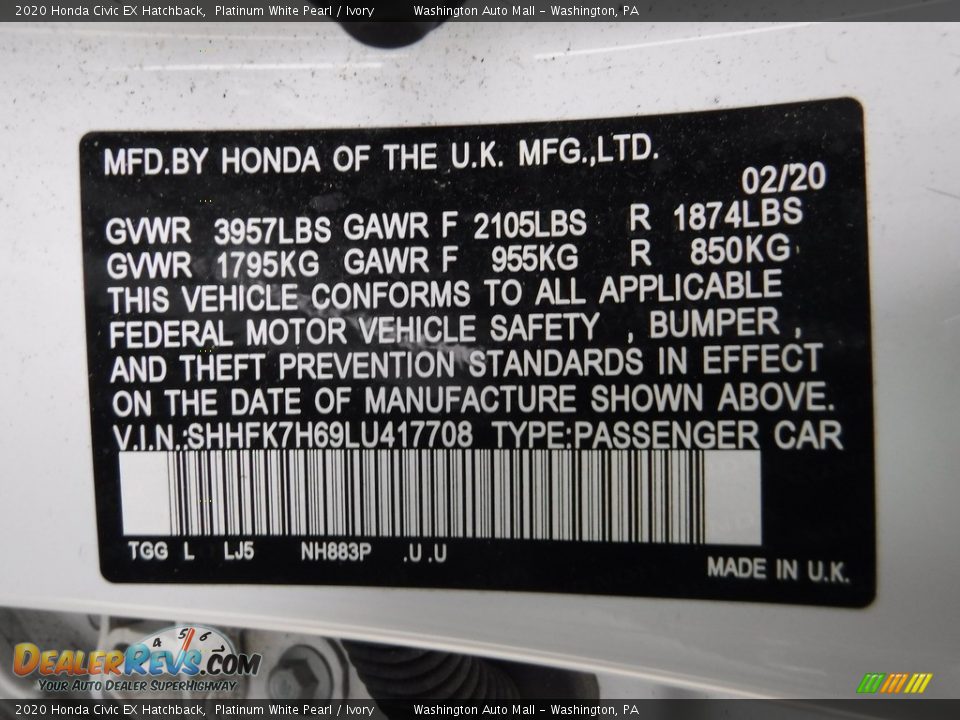 2020 Honda Civic EX Hatchback, Platinum White Pearl / Ivory Washington Auto Mall – Washington, PA
MFD.BY HONDA OF THE U.K. MFG.,LTD.
02/20
GVWR 3957LBS GAWR F 2105LBS R 1874LBS
GVWR 1795KG GAWR F 955KG R 850KG
THIS VEHICLE CONFORMS TO ALL APPLICABLE
FEDERAL MOTOR VEHICLE SAFETY , BUMPER ,
AND THEFT PREVENTION STANDARDS IN EFFECT
ON THE DATE OF MANUFACTURE SHOWN ABOVE.
V.I.N.:SHHFK7H69LU417708 TYPE:PASSENGER CAR
TGG L LJ5 NH883P .U .U
MADE IN U.K.
4 5 6 7
DEALERREVS.COM
YOUR AUTO DEALER SUPERHIGHWAY
2020 Honda Civic EX Hatchback, Platinum White Pearl / Ivory Washington Auto Mall – Washington, PA